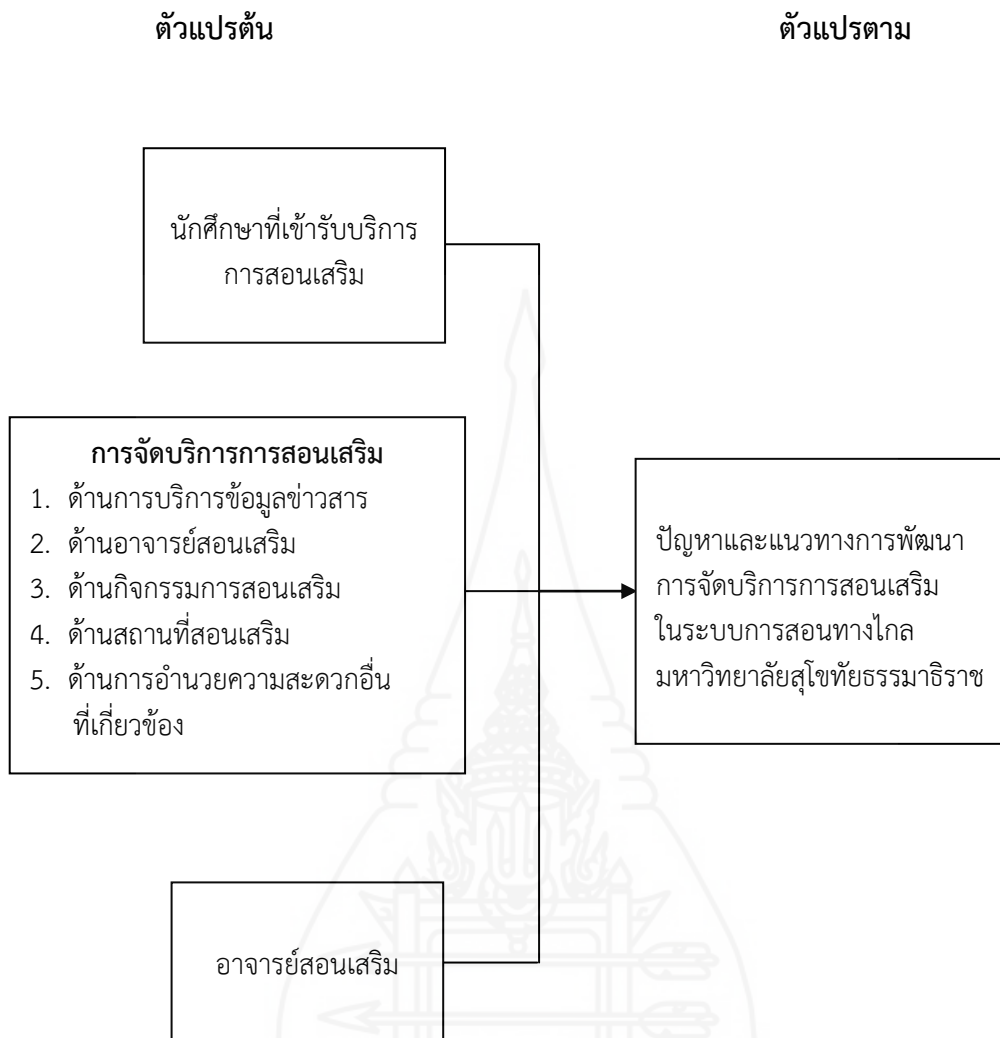 ตัวแปรต้น
ตัวแปรตาม
นักศึกษาที่เข้ารับบริการ
การสอนเสริม
การจัดบริการการสอนเสริม
1. ด้านการบริการข้อมูลข่าวสาร
2. ด้านอาจารย์สอนเสริม
3. ด้านกิจกรรมการสอนเสริม
4. ด้านสถานที่สอนเสริม
5. ด้านการอำนวยความสะดวกอื่น
ที่เกี่ยวข้อง
ปัญหาและแนวทางการพัฒนา
การจัดบริการการสอนเสริม
ในระบบการสอนทางไกล
มหาวิทยาลัยสุโขทัยธรรมาธิราช
อาจารย์สอนเสริม